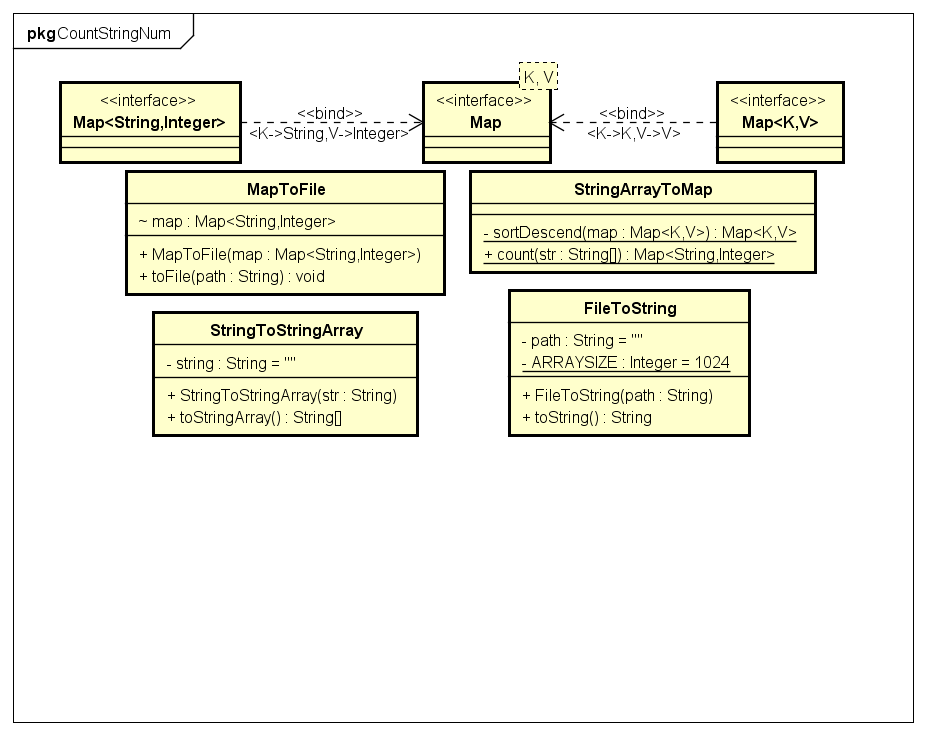 pkg CountStringNum
K, V
<<interface>>
Map<String,Integer>
<<bind>>
<K->String,V->Integer>
<<interface>>
Map
<<bind>>
<K->K,V->V>
<<interface>>
Map<K,V>
MapToFile
~ map : Map<String,Integer>
+ MapToFile(map : Map<String,Integer>)
+ toFile(path : String) : void
StringArrayToMap
- sortDescend(map : Map<K,V>) : Map<K,V>
+ count(str : String[]) : Map<String,Integer>
StringToStringArray
- string : String = ""
+ StringToStringArray(str : String)
+ toStringArray() : String[]
FileToString
- path : String = ""
- ARRAYSIZE : Integer = 1024
+ FileToString(path : String)
+ toString() : String